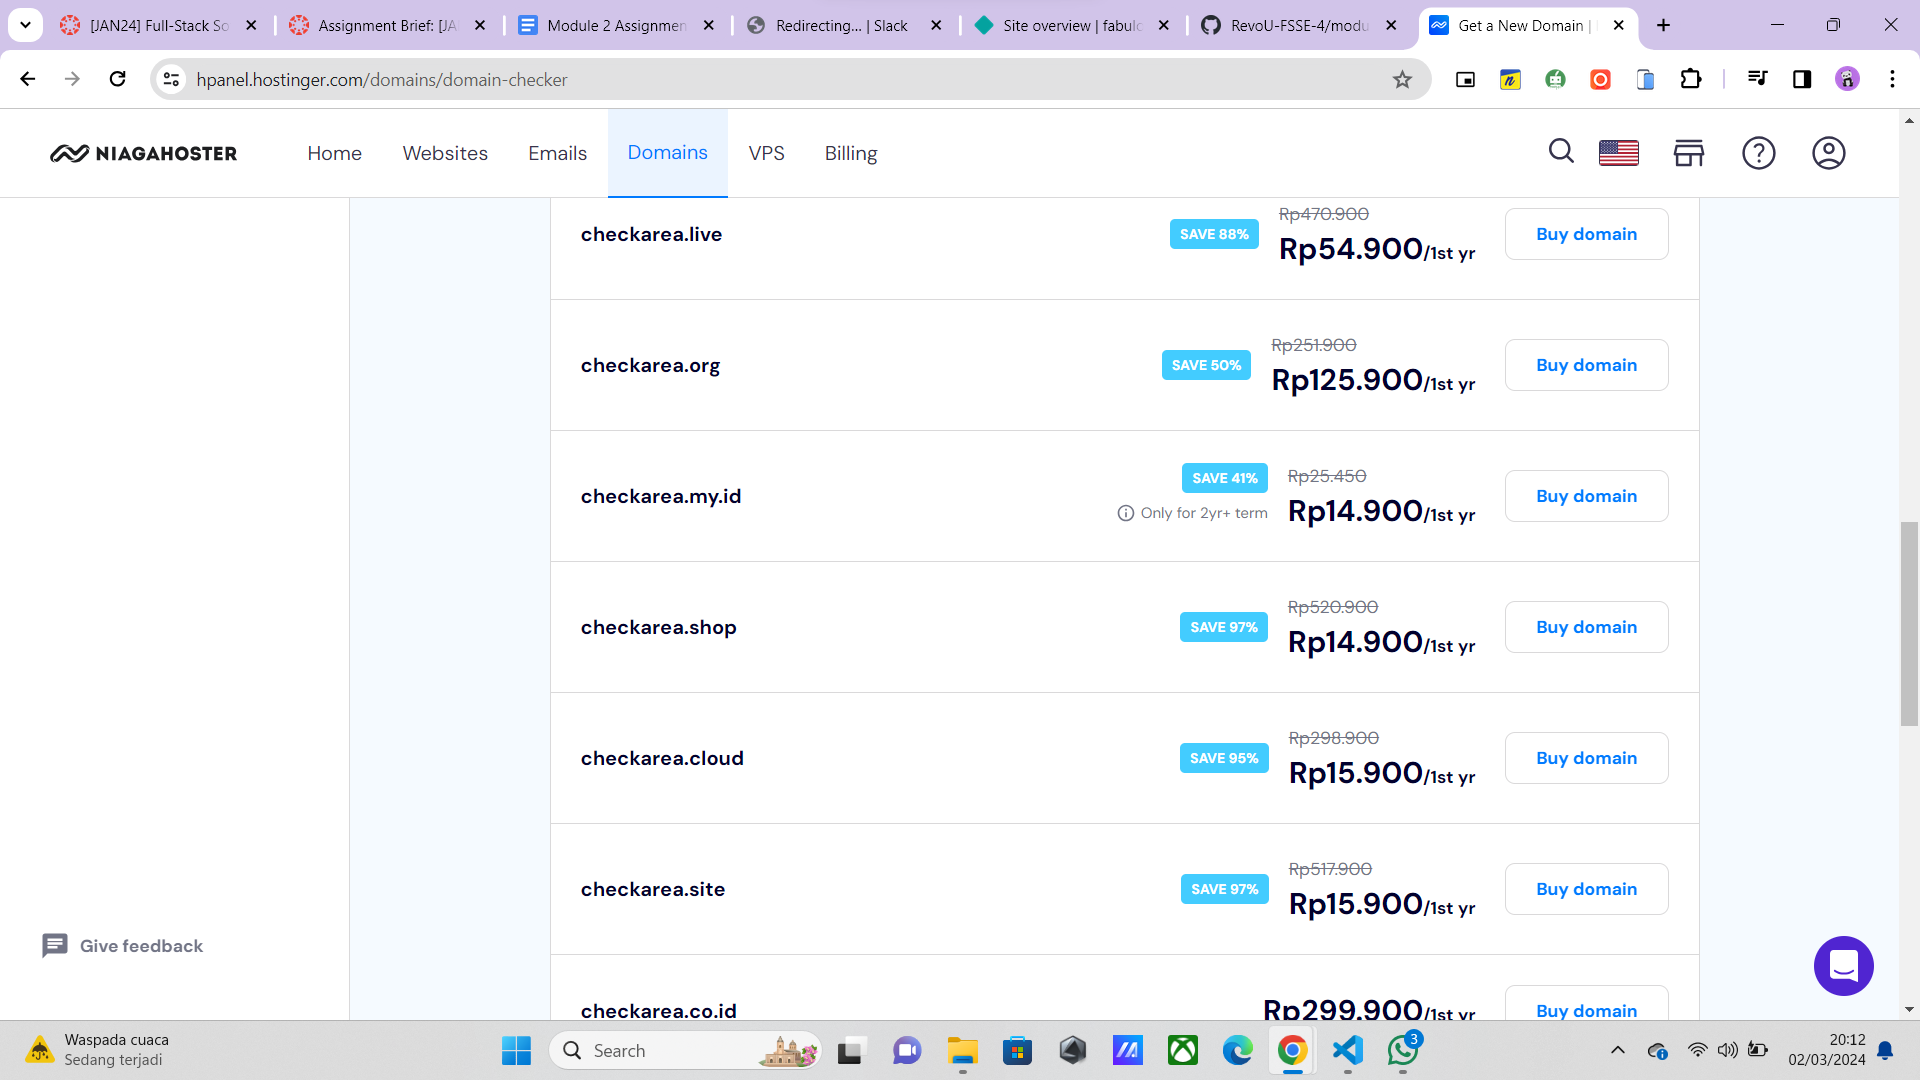 [JAN24] Full-Stack So
Assignment Brief: [JA
Module 2 Assignmen
Redirecting... | Slack
Site overview | fabulo
RevoU-FSSE-4/modu
Get a New Domain |
hpanel.hostinger.com/domains/domain-checker
NIAGAHOSTER
Home
Websites
Emails
Domains
VPS
Billing
checkarea.live
SAVE 88%
Rp470.900
Rp54.900/1st yr
Buy domain
checkarea.org
SAVE 50%
Rp251.900
Rp125.900/1st yr
Buy domain
checkarea.my.id
SAVE 41%
Only for 2yr+ term
Rp25.450
Rp14.900/1st yr
Buy domain
checkarea.shop
SAVE 97%
Rp520.900
Rp14.900/1st yr
Buy domain
checkarea.cloud
SAVE 95%
Rp298.900
Rp15.900/1st yr
Buy domain
checkarea.site
SAVE 97%
Rp517.900
Rp15.900/1st yr
Buy domain
checkarea.co.id
Rp299.900/1st yr
Buy domain
Give feedback
Waspada cuaca
Sedang terjadi
Search
3
20:12
02/03/2024